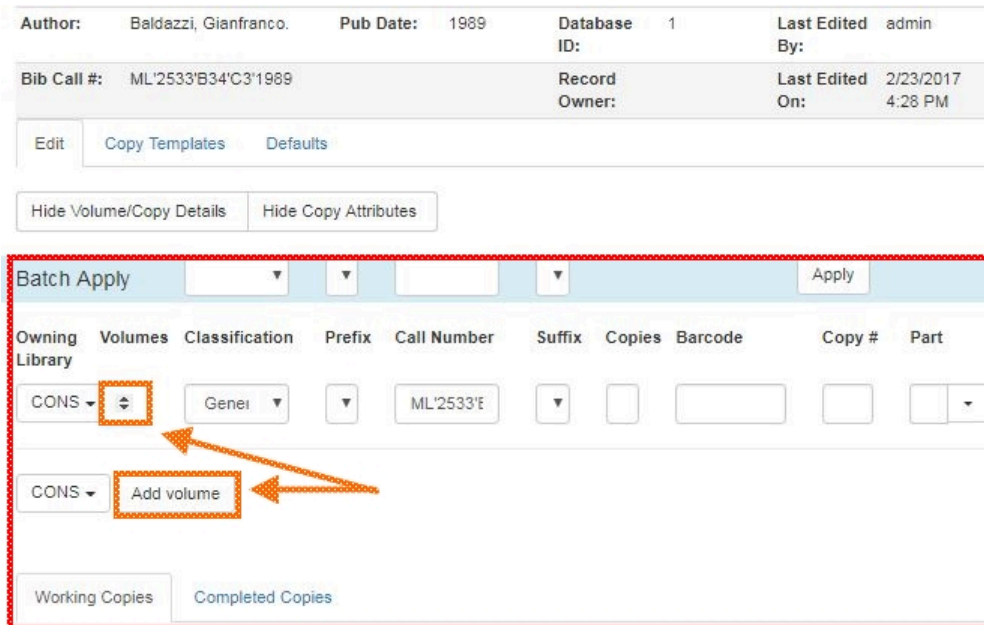 Author: Baldazzi, Gianfranco. Pub Date: 1989 Database ID: 1 Last Edited By: admin
Bib Call #: ML'2533'B34'C3'1989 Record Owner: Last Edited On: 2/23/2017 4:28 PM
Edit Copy Templates Defaults
Hide Volume/Copy Details Hide Copy Attributes
Batch Apply Apply
Owning Library Volumes Classification Prefix Call Number Suffix Copies Barcode Copy # Part
CONS Gener ML'2533'E
CONS Add volume
Working Copies Completed Copies